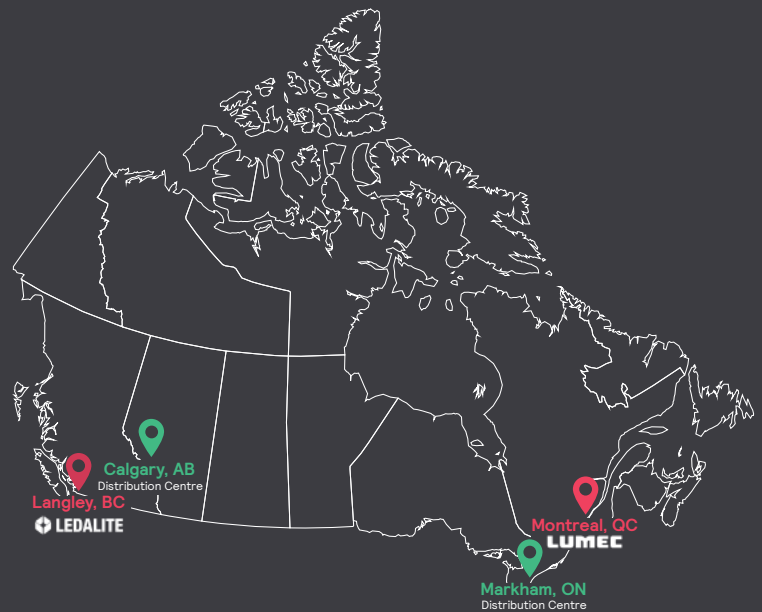 Calgary, AB
Distribution Centre
Langley, BC
LEDALITE
Montreal, QC
LUMEC
Markham, ON
Distribution Centre